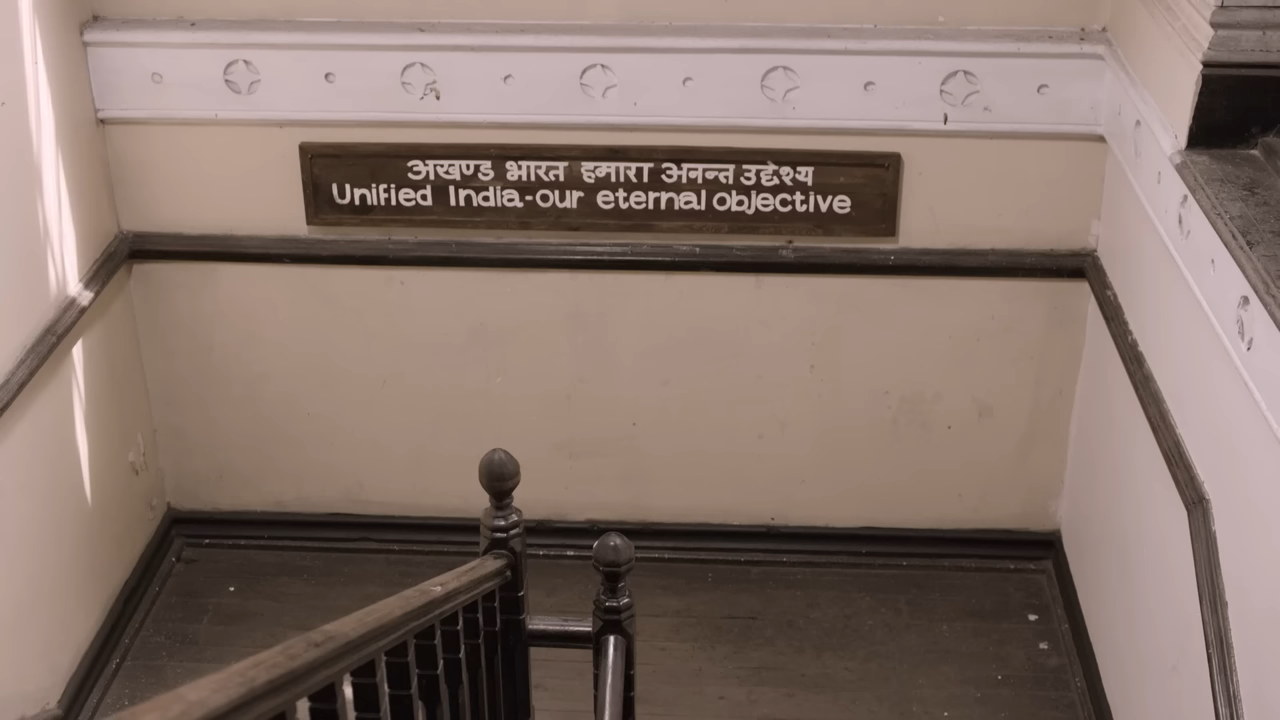 अखण्ड भारत हमारा अनन्त उद्देश्य
Unified India-our eternal objective